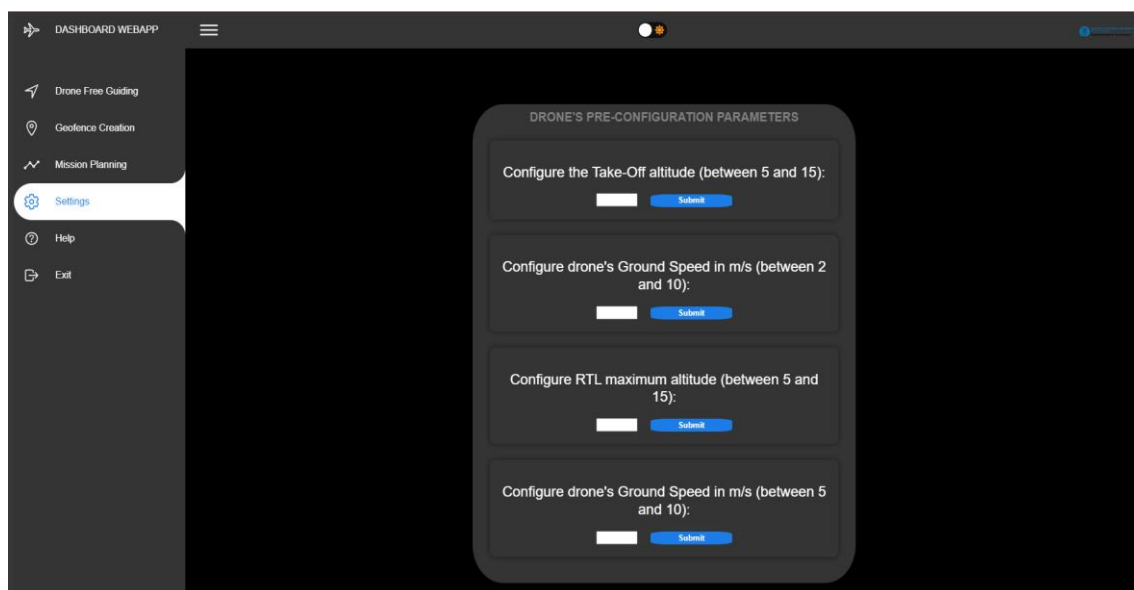 DASHBOARD WEBAPP
Drone Free Guiding
Geofence Creation
Mission Planning
Settings
Help
Exit
DRONE'S PRE-CONFIGURATION PARAMETERS
Configure the Take-Off altitude (between 5 and 15):
Submit
Configure drone's Ground Speed in m/s (between 2
and 10):
Submit
Configure RTL maximum altitude (between 5 and
15):
Submit
Configure drone's Ground Speed in m/s (between 5
and 10):
Submit